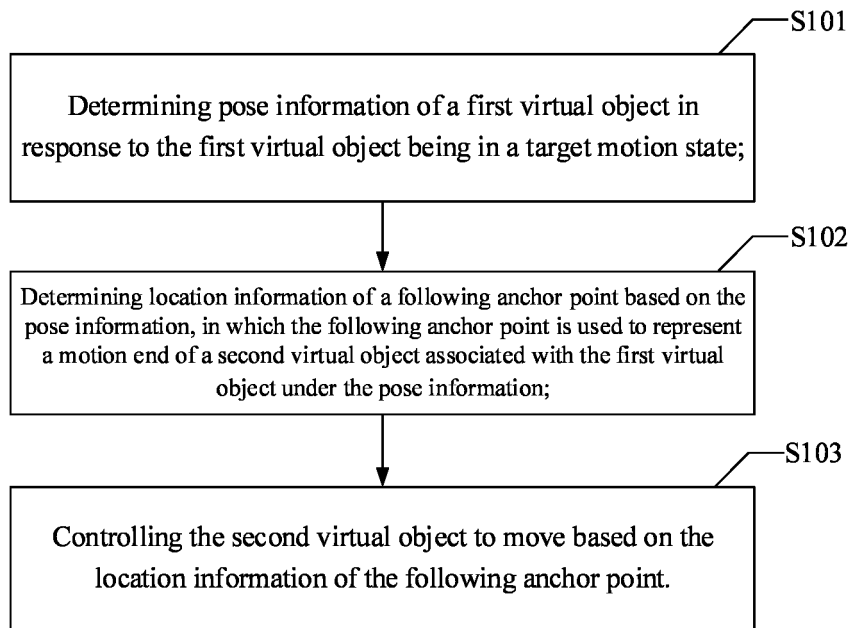 S101
Determining pose information of a first virtual object in
response to the first virtual object being in a target motion state;
S102
Determining location information of a following anchor point based on the
pose information, in which the following anchor point is used to represent
a motion end of a second virtual object associated with the first virtual
object under the pose information;
S103
Controlling the second virtual object to move based on the
location information of the following anchor point.